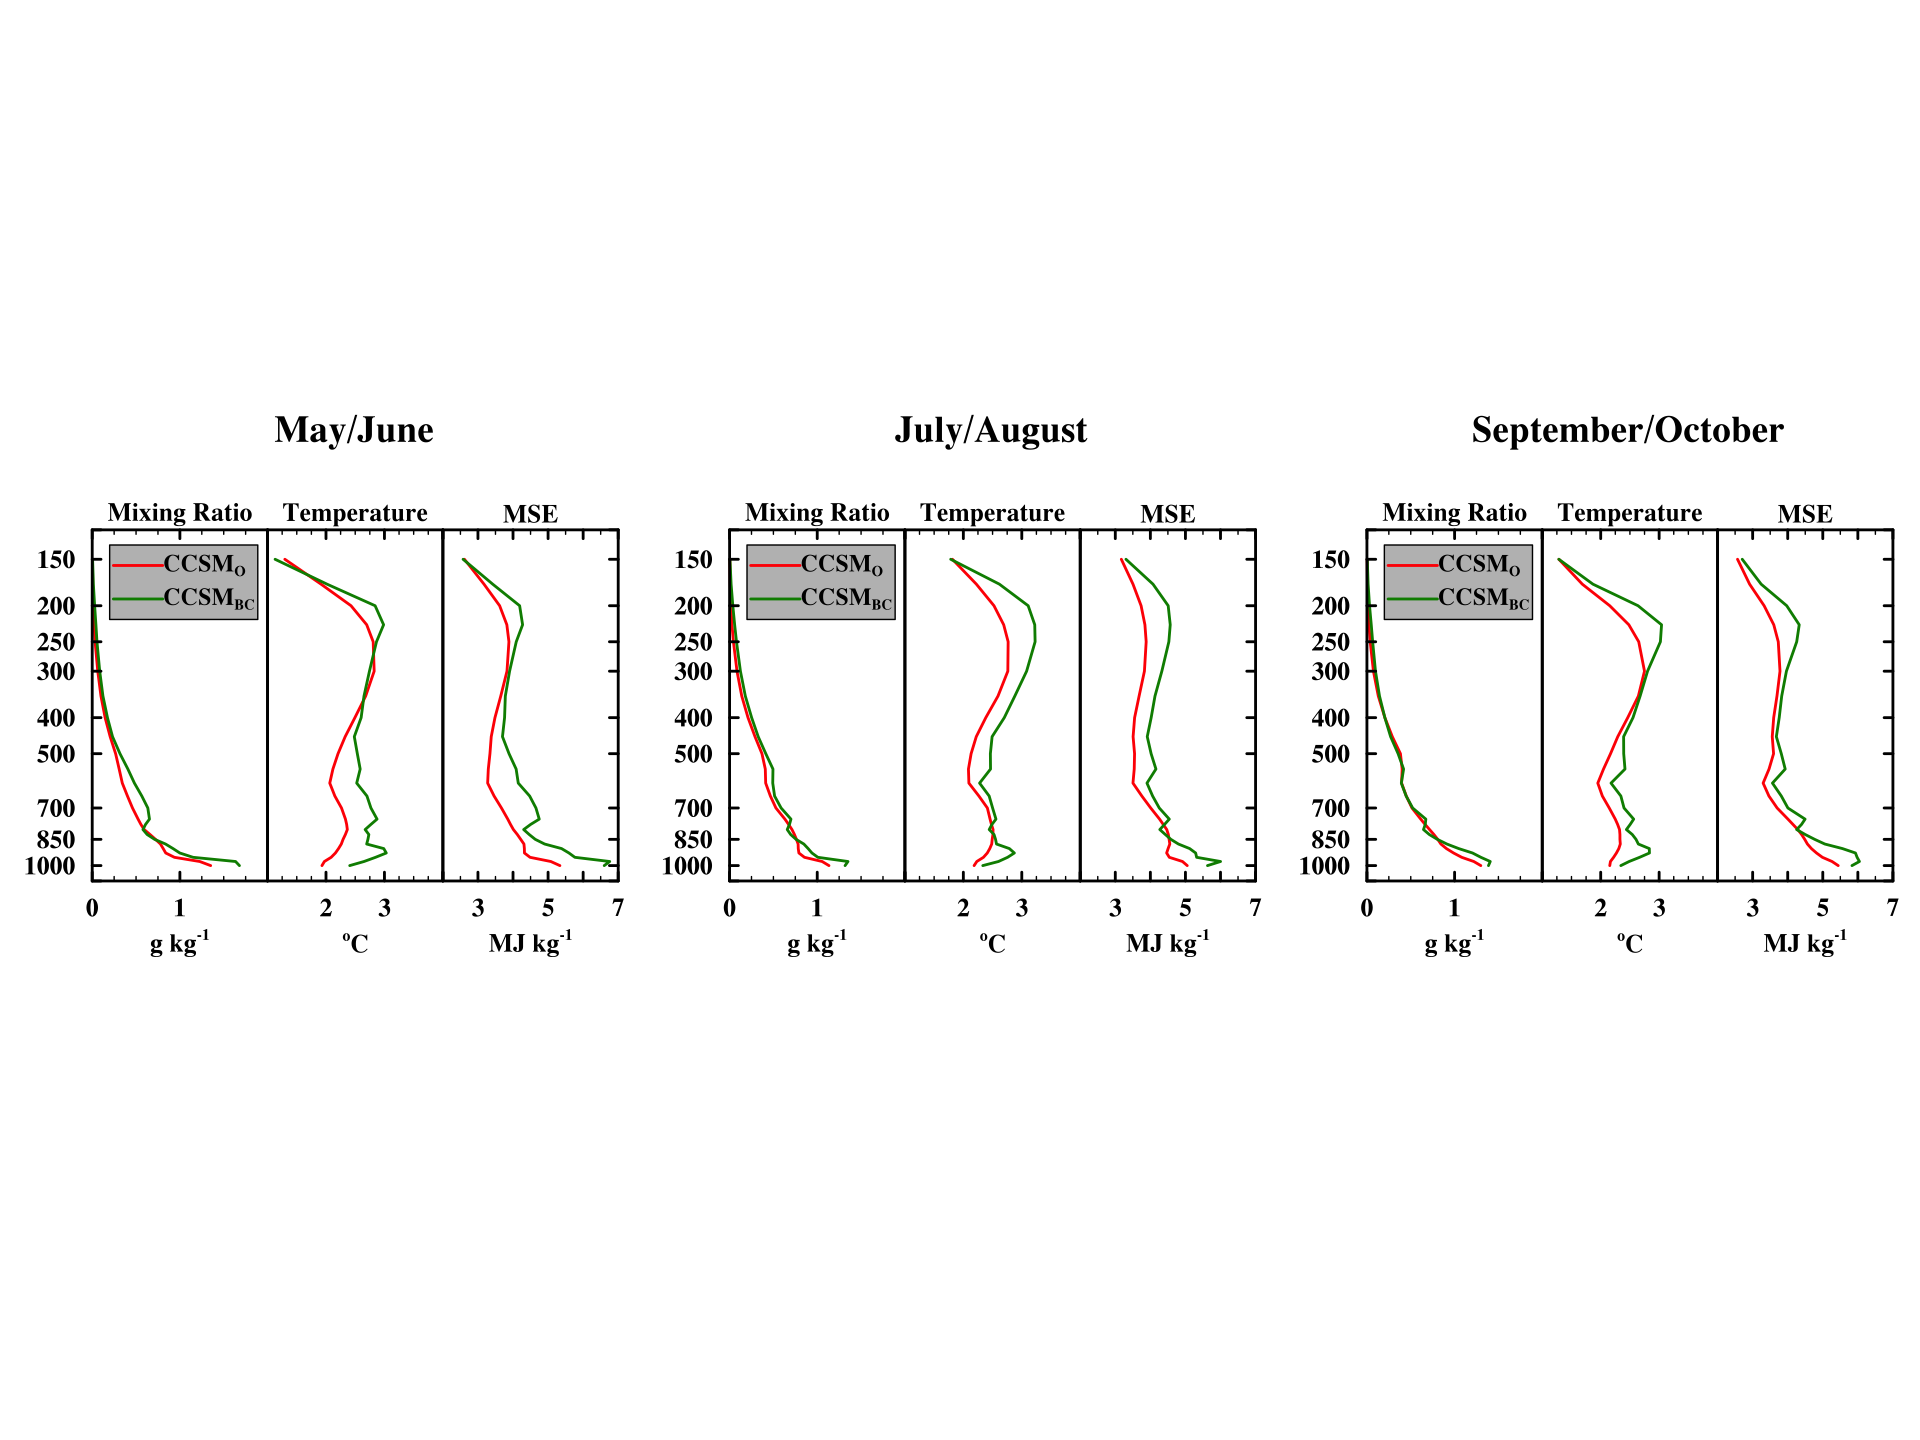 May/June
July/August
September/October
Mixing Ratio Temperature MSE
Mixing Ratio Temperature MSE
Mixing Ratio Temperature MSE
CCSMO
CCSMBC
150
200
250
300
400
500
700
850
1000
0 1 2 3 3 5 7
g kg-1 ºC MJ kg-1
CCSMO
CCSMBC
150
200
250
300
400
500
700
850
1000
0 1 2 3 3 5 7
g kg-1 ºC MJ kg-1
CCSMO
CCSMBC
150
200
250
300
400
500
700
850
1000
0 1 2 3 3 5 7
g kg-1 ºC MJ kg-1